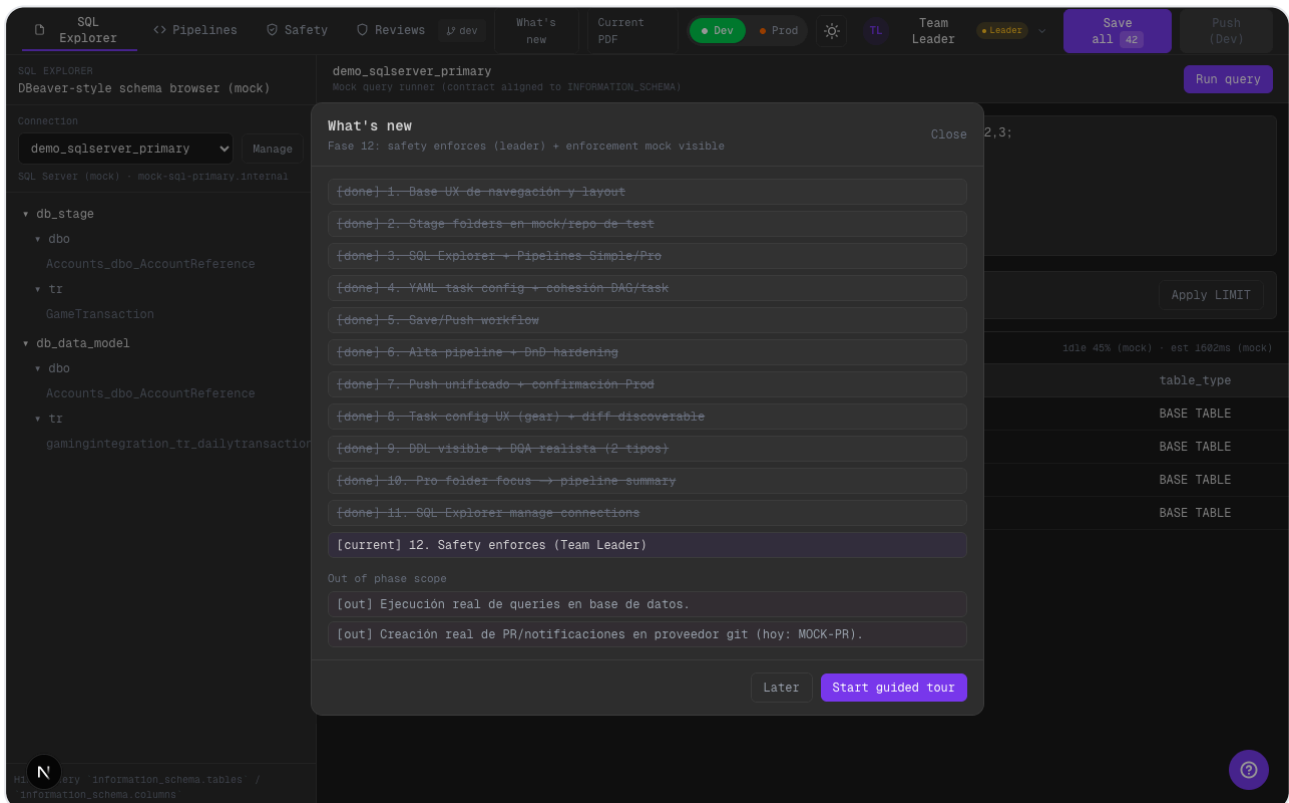 SQL
Explorer
<> Pipelines
Safety
Reviews
dev
What's
new
Current
PDF
Dev
Prod
TL
Team
Leader
Leader
Save
all 42
Push
(Dev)
SQL EXPLORER
DBeaver-style schema browser (mock)
Connection
demo_sqlserver_primary
Manage
SQL Server (mock) · mock-sql-primary.internal
db_stage
dbo
Accounts_dbo_AccountReference
tr
GameTransaction
db_data_model
dbo
Accounts_dbo_AccountReference
tr
gamingintegration_tr_dailytransaction
information_schema.tables /
`information_schema.columns`
demo_sqlserver_primary
Mock query runner (contract aligned to INFORMATION_SCHEMA)
Run query
2,3;
Apply LIMIT
idle 45% (mock) · est 1602ms (mock)
table_type
BASE TABLE
BASE TABLE
BASE TABLE
BASE TABLE
What's new
Fase 12: safety enforces (leader) + enforcement mock visible
Close
[done] 1. Base UX de navegación y layout
[done] 2. Stage folders en mock/repo de test
[done] 3. SQL Explorer + Pipelines Simple/Pro
[done] 4. YAML task config + cohesión DAG/task
[done] 5. Save/Push workflow
[done] 6. Alta pipeline + DnD hardening
[done] 7. Push unificado + confirmación Prod
[done] 8. Task config UX (gear) + diff discoverable
[done] 9. DDL visible + DQA realista (2 tipos)
[done] 10. Pro folder focus -> pipeline summary
[done] 11. SQL Explorer manage connections
[current] 12. Safety enforces (Team Leader)
Out of phase scope
[out] Ejecución real de queries en base de datos.
[out] Creación real de PR/notificaciones en proveedor git (hoy: MOCK-PR).
Later
Start guided tour
N